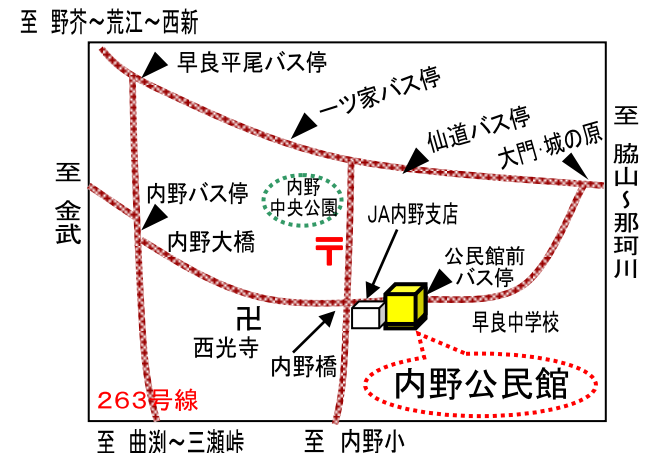 至 野芥～荒江～西新
早良平尾バス停
一ツ家バス停
仙道バス停
大門・城の原
至 脇山～那珂川
至 金武
内野バス停
内野
中央公園
内野大橋
〒
JA内野支店
公民館前
バス停
卍
西光寺
内野橋
早良中学校
内野公民館
263号線
至 曲渕～三瀬峠
至 内野小